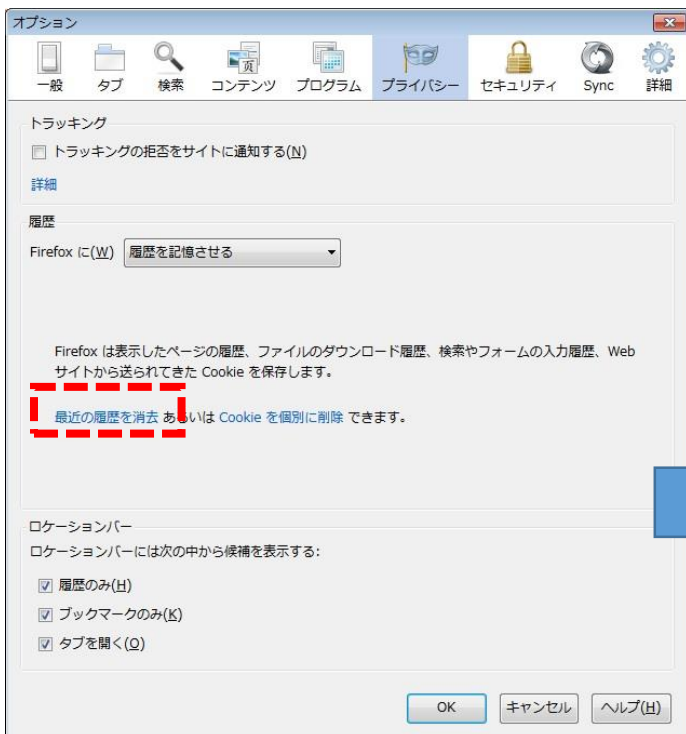 オプション
一般 タブ 検索 コンテンツ プログラム プライバシー セキュリティ Sync 詳細
トラッキング
トラッキングの拒否をサイトに通知する(N)
詳細
履歴
Firefox に(W) 履歴を記憶させる
Firefox は表示したページの履歴、ファイルのダウンロード履歴、検索やフォームの入力履歴、Web
サイトから送られてきた Cookie を保存します。
最近の履歴を消去 あるいは Cookie を個別に削除 できます。
ロケーションバー
ロケーションバーには次の中から候補を表示する:
履歴のみ(H)
ブックマークのみ(K)
タブを開く(O)
OK キャンセル ヘルプ(H)